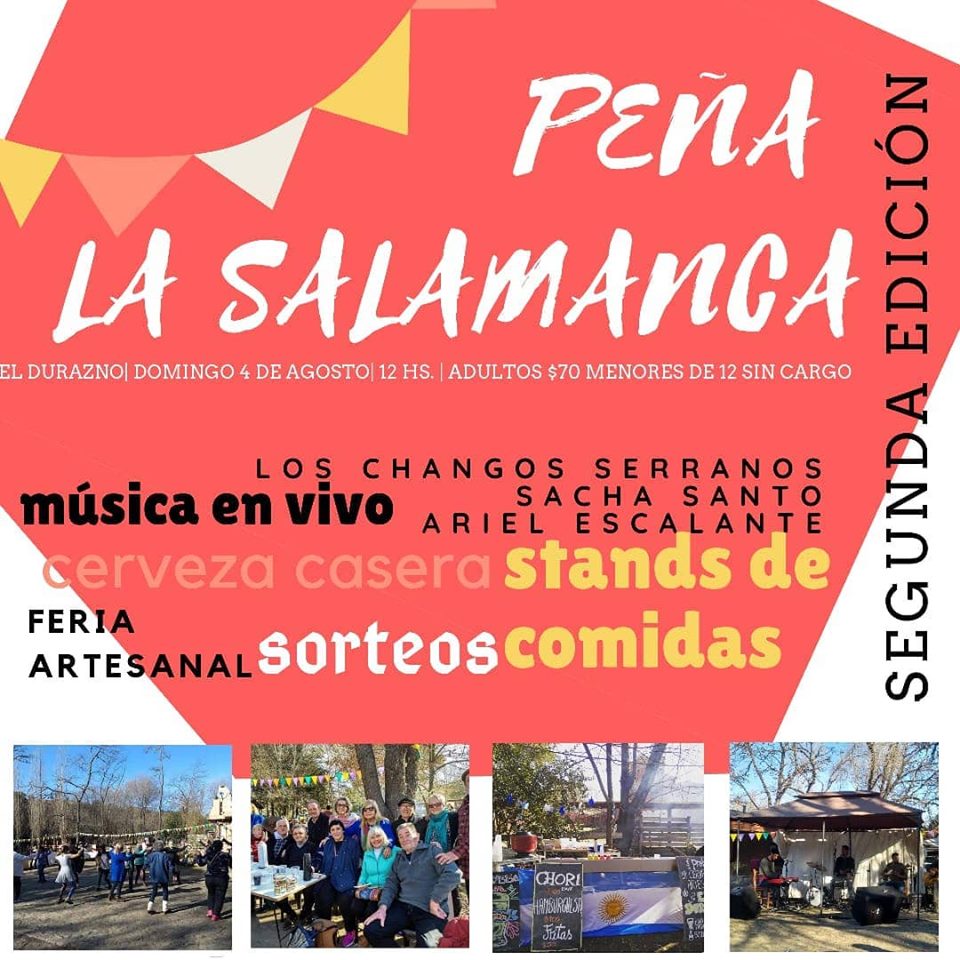 PEÑA
LA SALAMANCA
EL DURAZNO| DOMINGO 4 DE AGOSTO| 12 HS. | ADULTOS $70 MENORES DE 12 SIN CARGO
SEGUNDA EDICIÓN
música en vivo
LOS CHANGOS SERRANOS
SACHA SANTO
ARIEL ESCALANTE
cerveza casera
stands de
comidas
FERIA
ARTESANAL
sorteos
CHORI
Fritas